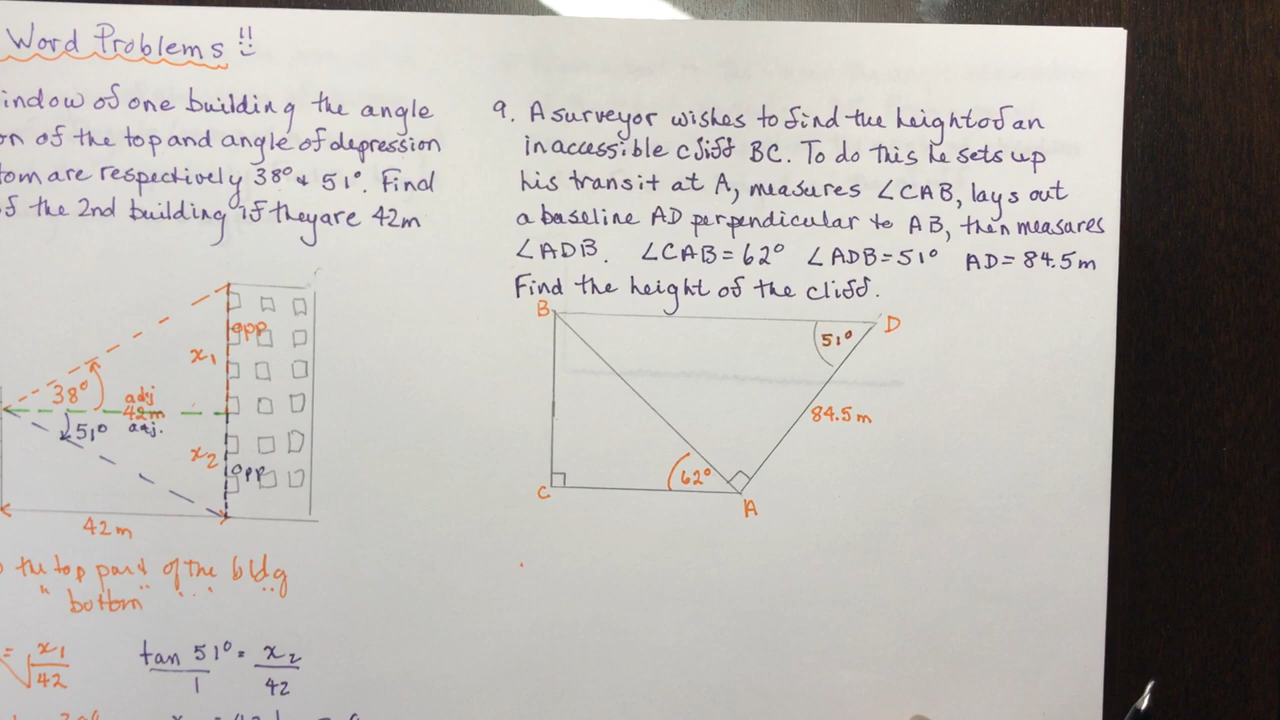 Word Problems !!
indow of one building the angle
on of the top and angle of depression
tom are respectively 38° & 51°. Find
of the 2nd building if they are 42m
opp
x₁
38°
adj
42m
adj.
51°
x₂
opp
42m
the top part of the bldg
" bottom" ... ..
= x₁
42
tan 51° = x₂
1 42
9. A surveyor wishes to find the height of an
inaccessible cliff BC. To do this he sets up
his transit at A, measures ∠CAB, lays out
a baseline AD perpendicular to AB, then measures
∠ADB. ∠CAB = 62° ∠ADB = 51° AD = 84.5m
Find the height of the cliff.
B
D
51°
84.5m
62°
C
A